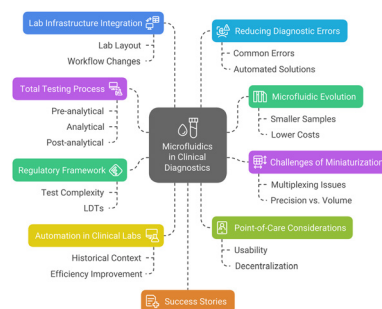 Lab Infrastructure Integration
Lab Layout
Workflow Changes
Total Testing Process
Pre-analytical
Analytical
Post-analytical
Regulatory Framework
Test Complexity
LDTs
Automation in Clinical Labs
Historical Context
Efficiency Improvement
Microfluidics
in Clinical
Diagnostics
Reducing Diagnostic Errors
Common Errors
Automated Solutions
Microfluidic Evolution
Smaller Samples
Lower Costs
Challenges of Miniaturization
Multiplexing Issues
Precision vs. Volume
Point-of-Care Considerations
Usability
Decentralization
Success Stories